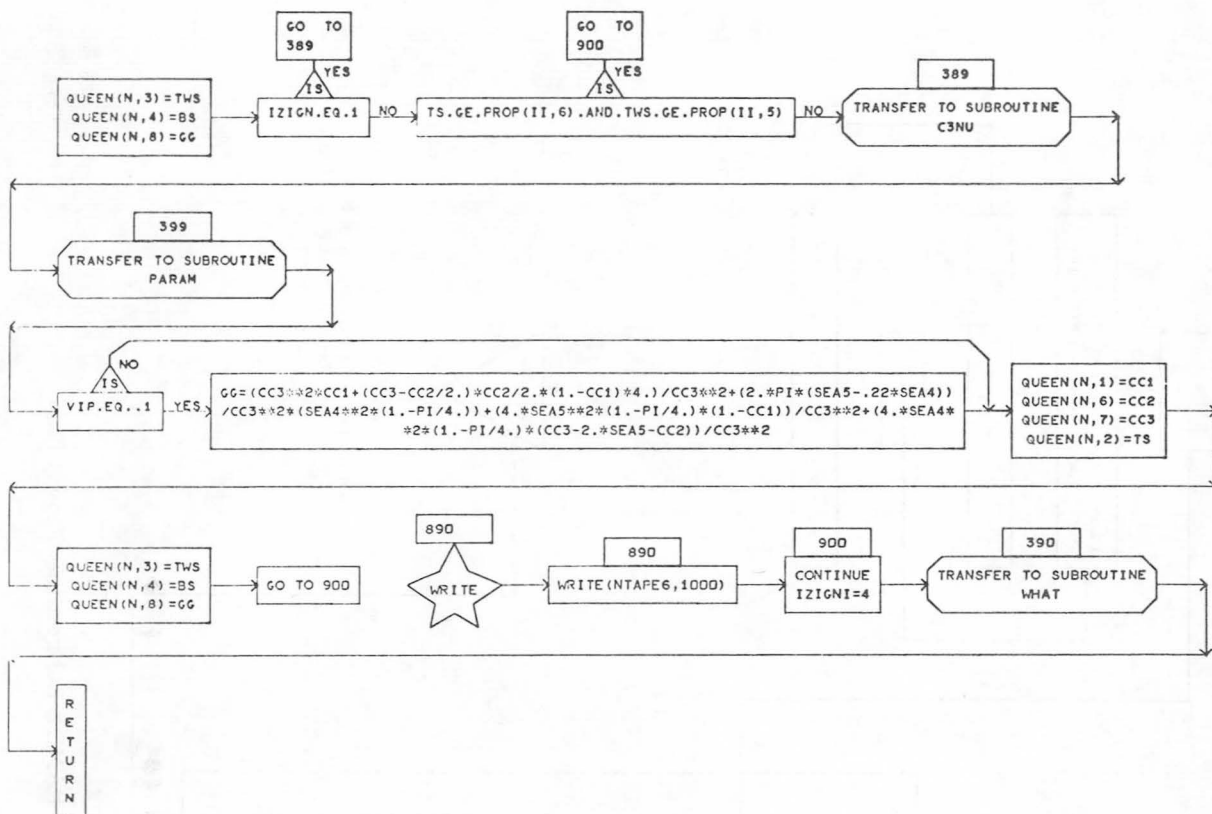 GO TO
389
YES
IS
GO TO
900
YES
IS
389
QUEEN(N,3)=TWS
QUEEN(N,4)=BS
QUEEN(N,8)=GG
IZIGN.EQ.1
NO
TS.GE.PROP(II,6).AND.TWS.GE.PROP(II,5)
NO
TRANSFER TO SUBROUTINE
C3NU
399
TRANSFER TO SUBROUTINE
PARAM
NO
IS
VIP.EQ..1
YES
GG=(CC3**2*CC1+(CC3-CC2/2.)*CC2/2.*(1.-CC1)*4.)/CC3**2+(2.*PI*(SEA5-.22*SEA4))
/CC3**2*(SEA4**2*(1.-PI/4.))+(4.*SEA5**2*(1.-PI/4.)*(1.-CC1))/CC3**2+(4.*SEA4*
*2*(1.-PI/4.)*(CC3-2.*SEA5-CC2))/CC3**2
QUEEN(N,1)=CC1
QUEEN(N,6)=CC2
QUEEN(N,7)=CC3
QUEEN(N,2)=TS
QUEEN(N,3)=TWS
QUEEN(N,4)=BS
QUEEN(N,8)=GG
GO TO 900
890
WRITE
890
WRITE(NTAPE6,1000)
900
CONTINUE
IZIGNI=4
390
TRANSFER TO SUBROUTINE
WHAT
RETURN